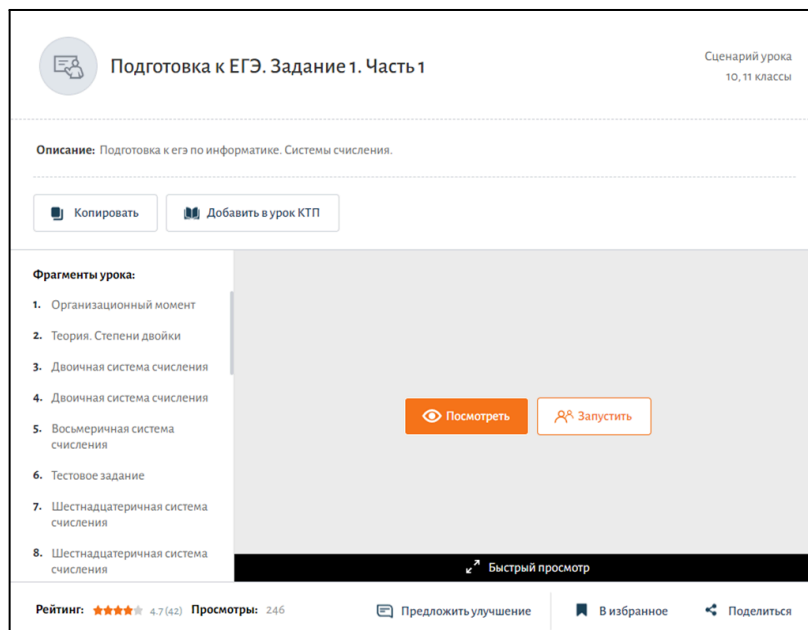 Подготовка к ЕГЭ. Задание 1. Часть 1
Сценарий урока
10, 11 классы
Описание: Подготовка к егэ по информатике. Системы счисления.
Копировать
Добавить в урок КТП
Фрагменты урока:
1. Организационный момент
2. Теория. Степени двойки
3. Двоичная система счисления
4. Двоичная система счисления
5. Восьмеричная система
счисления
6. Тестовое задание
7. Шестнадцатеричная система
счисления
8. Шестнадцатеричная система
счисления
Посмотреть
Запустить
Быстрый просмотр
Рейтинг: 4.7 (42) Просмотры: 246
Предложить улучшение
В избранное
Поделиться